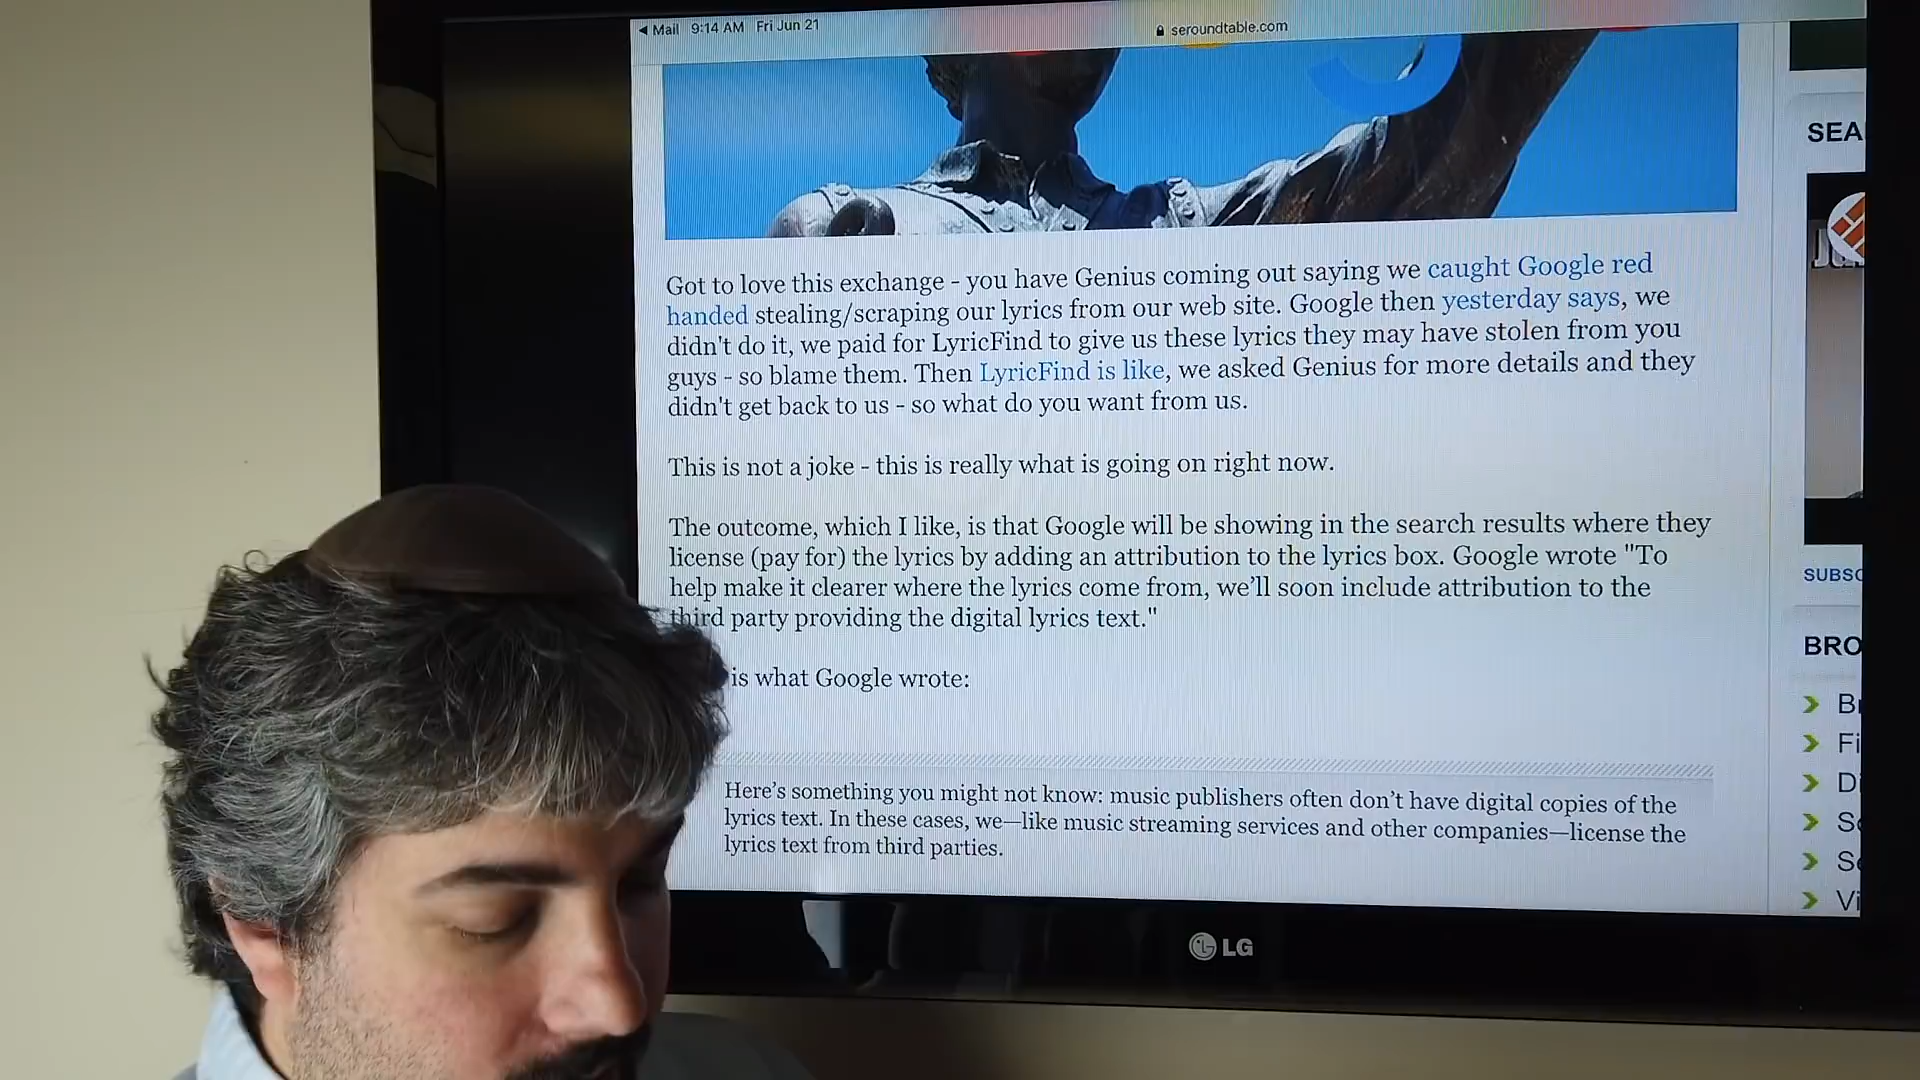 Mail 9:14 AM Fri Jun 21
seroundtable.com
Got to love this exchange - you have Genius coming out saying we caught Google red
handed stealing/scraping our lyrics from our web site. Google then yesterday says, we
didn't do it, we paid for LyricFind to give us these lyrics they may have stolen from you
guys - so blame them. Then LyricFind is like, we asked Genius for more details and they
didn't get back to us - so what do you want from us.
This is not a joke - this is really what is going on right now.
The outcome, which I like, is that Google will be showing in the search results where they
license (pay for) the lyrics by adding an attribution to the lyrics box. Google wrote "To
help make it clearer where the lyrics come from, we’ll soon include attribution to the
third party providing the digital lyrics text."
is what Google wrote:
Here’s something you might not know: music publishers often don’t have digital copies of the
lyrics text. In these cases, we—like music streaming services and other companies—license the
lyrics text from third parties.
SEA
SUBSC
BRO
Fi
Vi
LG